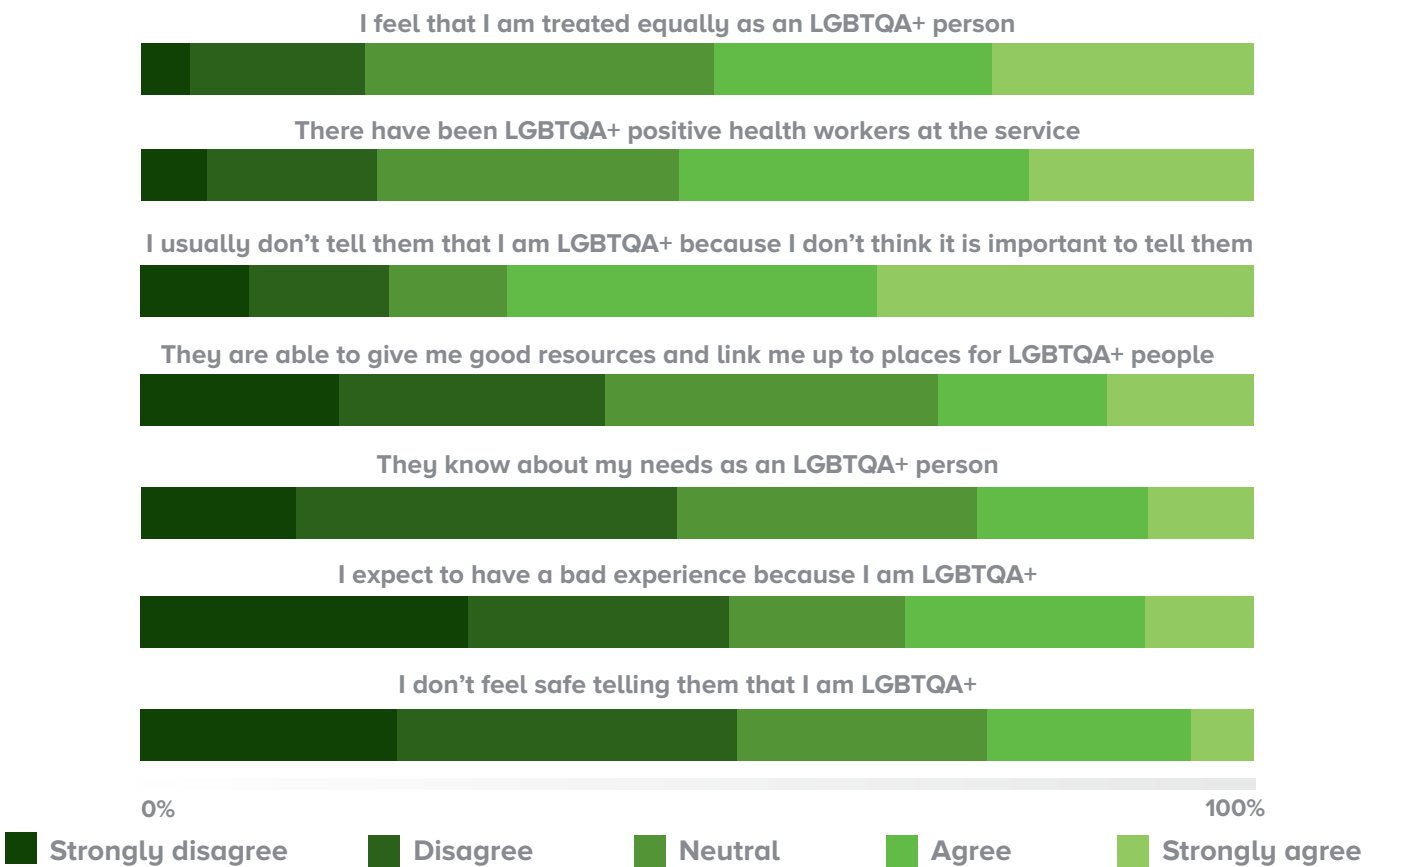 I feel that I am treated equally as an LGBTQA+ person
There have been LGBTQA+ positive health workers at the service
I usually don’t tell them that I am LGBTQA+ because I don’t think it is important to tell them
They are able to give me good resources and link me up to places for LGBTQA+ people
They know about my needs as an LGBTQA+ person
I expect to have a bad experience because I am LGBTQA+
I don’t feel safe telling them that I am LGBTQA+
0% 100%
Strongly disagree Disagree Neutral Agree Strongly agree